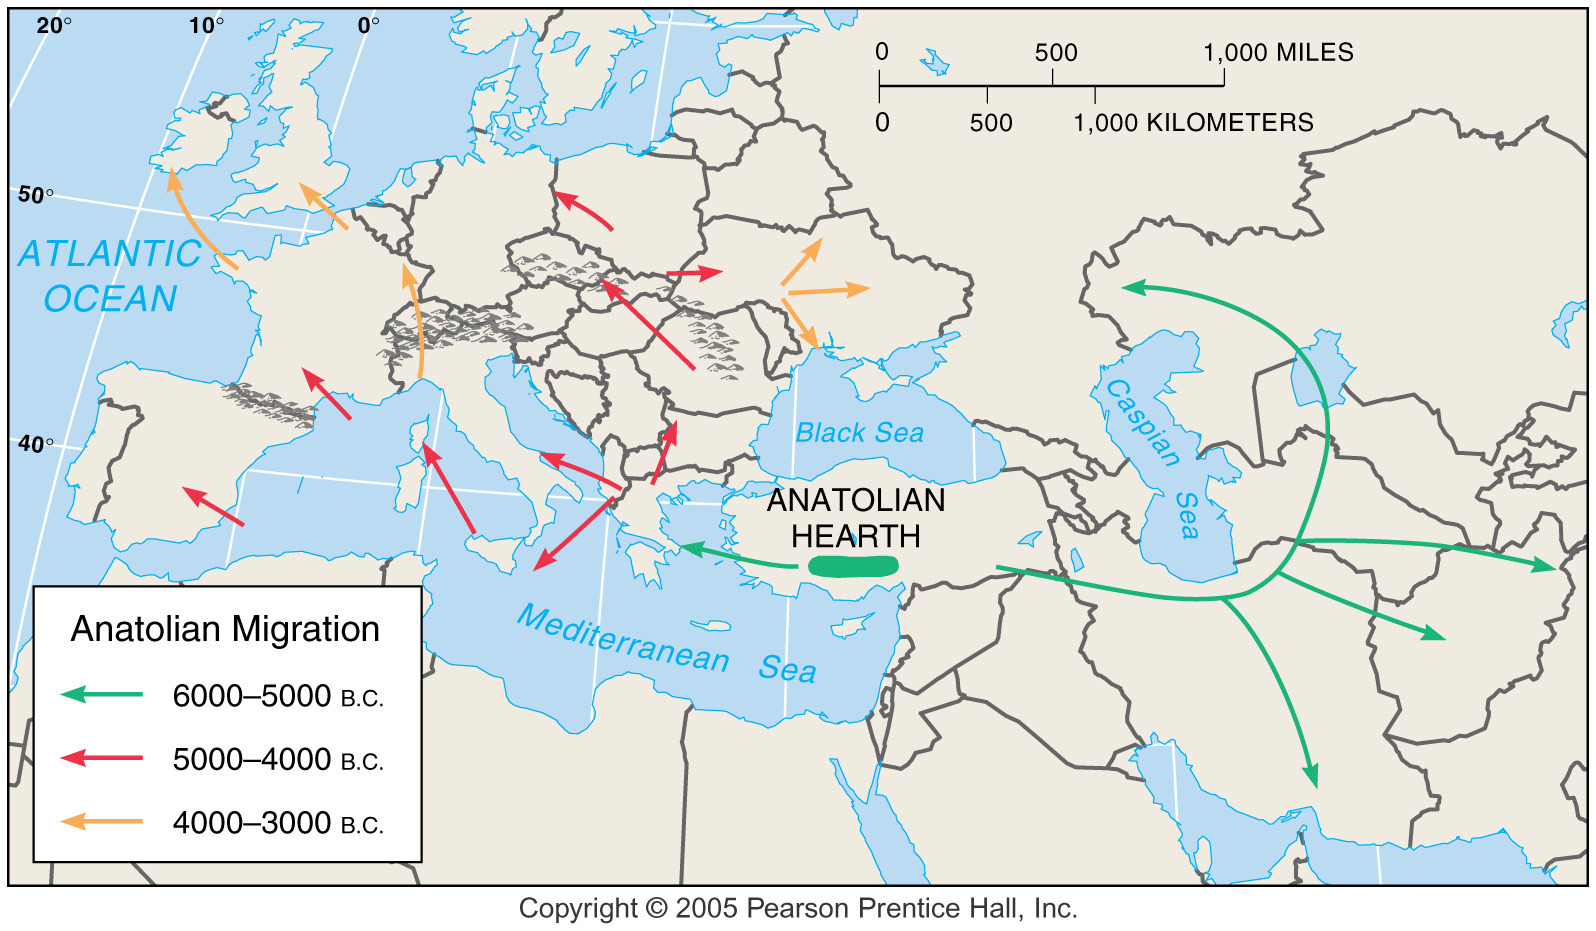 20° 10° 0°
0 500 1,000 MILES
0 500 1,000 KILOMETERS
50°
ATLANTIC
OCEAN
40°
Black Sea
Caspian
Sea
ANATOLIAN
HEARTH
Mediterranean Sea
Anatolian Migration
6000–5000 B.C.
5000–4000 B.C.
4000–3000 B.C.
Copyright © 2005 Pearson Prentice Hall, Inc.